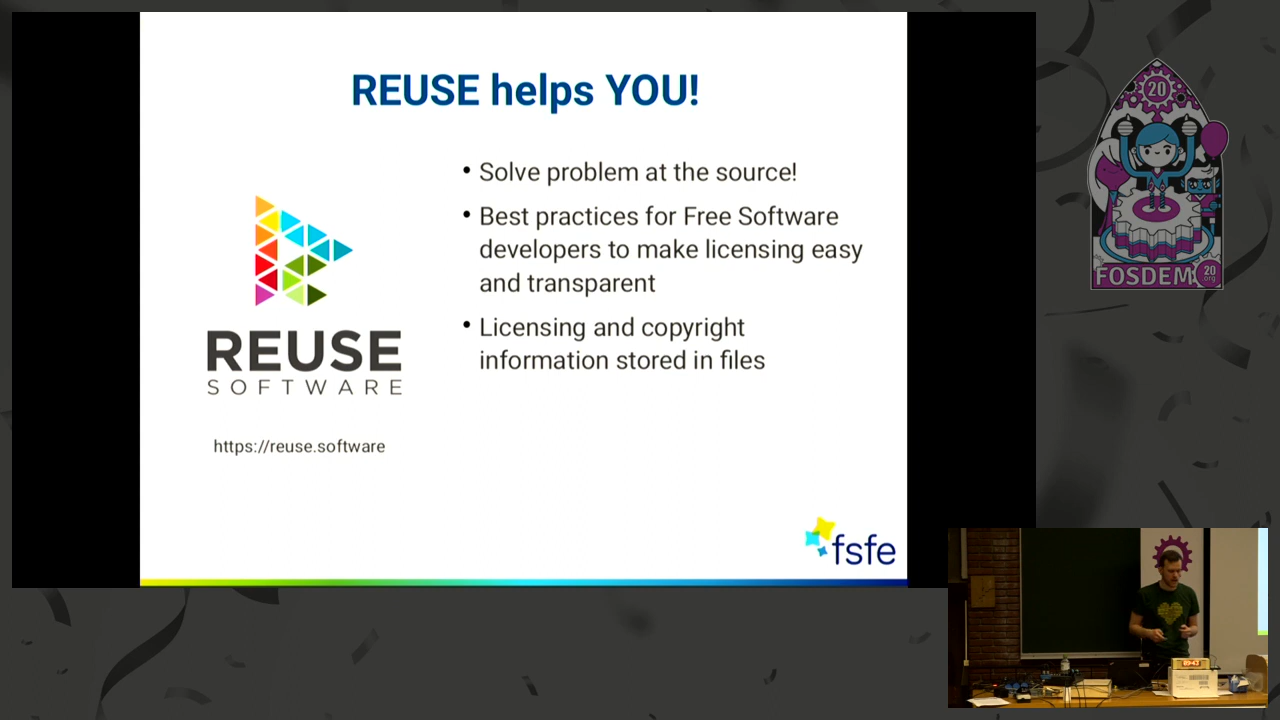 REUSE helps YOU!
• Solve problem at the source!
• Best practices for Free Software
developers to make licensing easy
and transparent
• Licensing and copyright
information stored in files
REUSE
SOFTWARE
https://reuse.software
fsfe
20
FOSDEM
20
.org